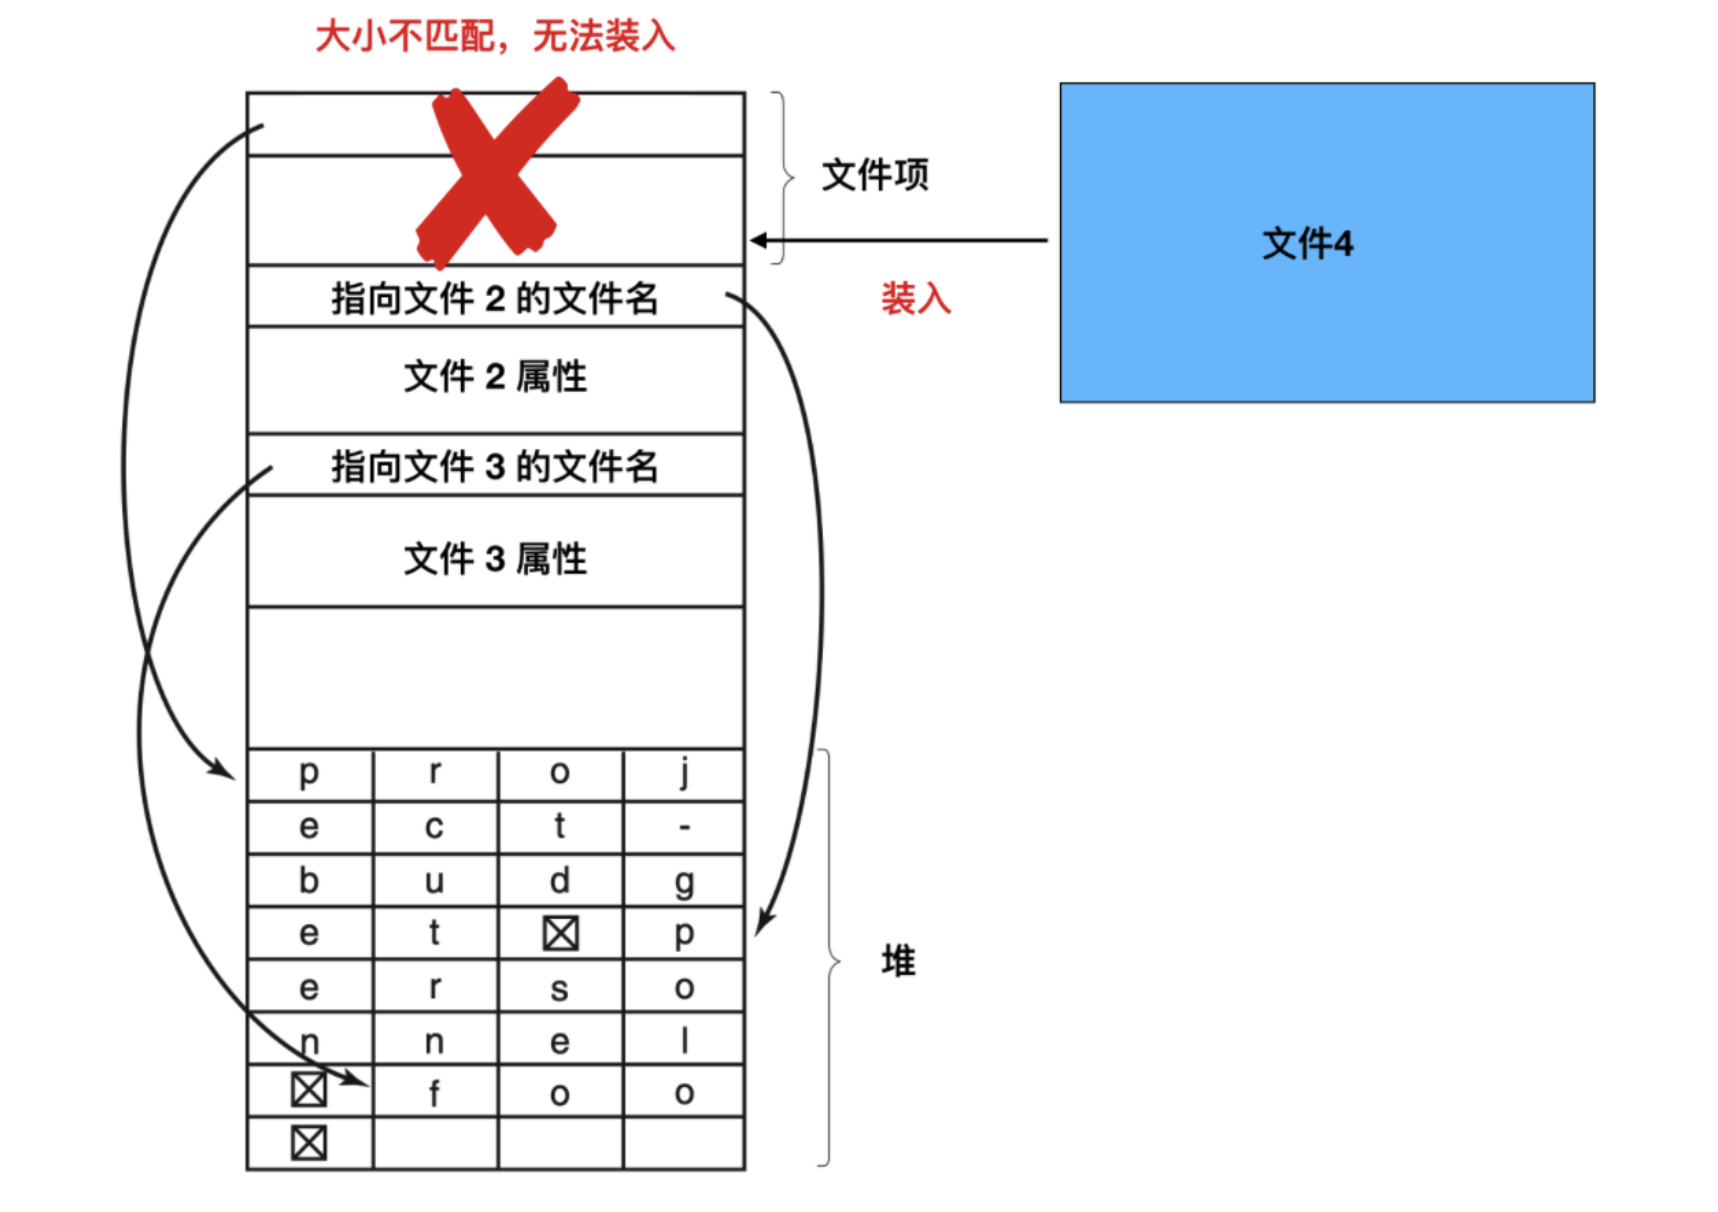 大小不匹配，无法装入
文件项
文件4
装入
指向文件 2 的文件名
文件 2 属性
指向文件 3 的文件名
文件 3 属性
p r o j
e c t -
b u d g
e t ☒ p
e r s o
n n e l
☒ f o o
☒
堆